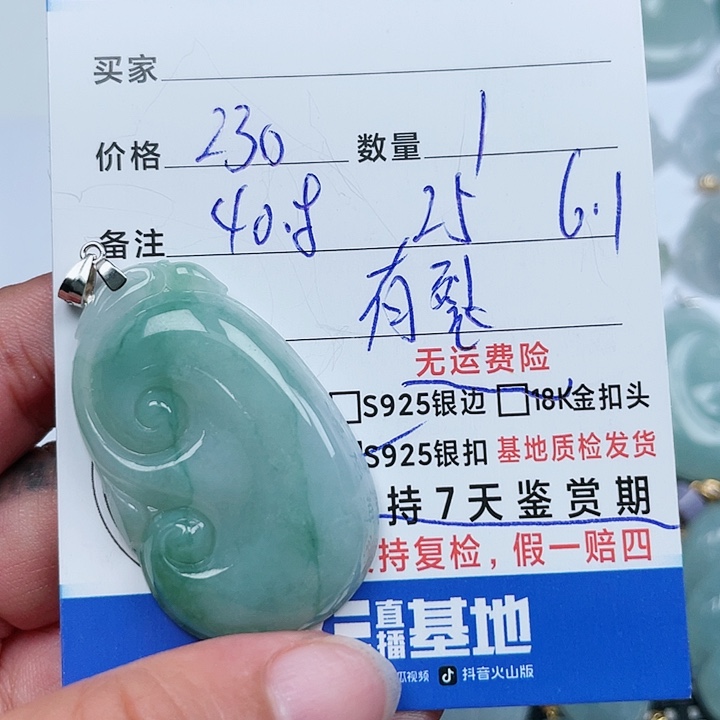 买家
价格 230 数量 1
备注 40.8 25 6.1
有裂
无运费险
S925银边 18K金扣头
S925银扣 基地质检发货
持7天鉴赏期
持复检，假一赔四
直播基地
瓜视频 抖音火山版